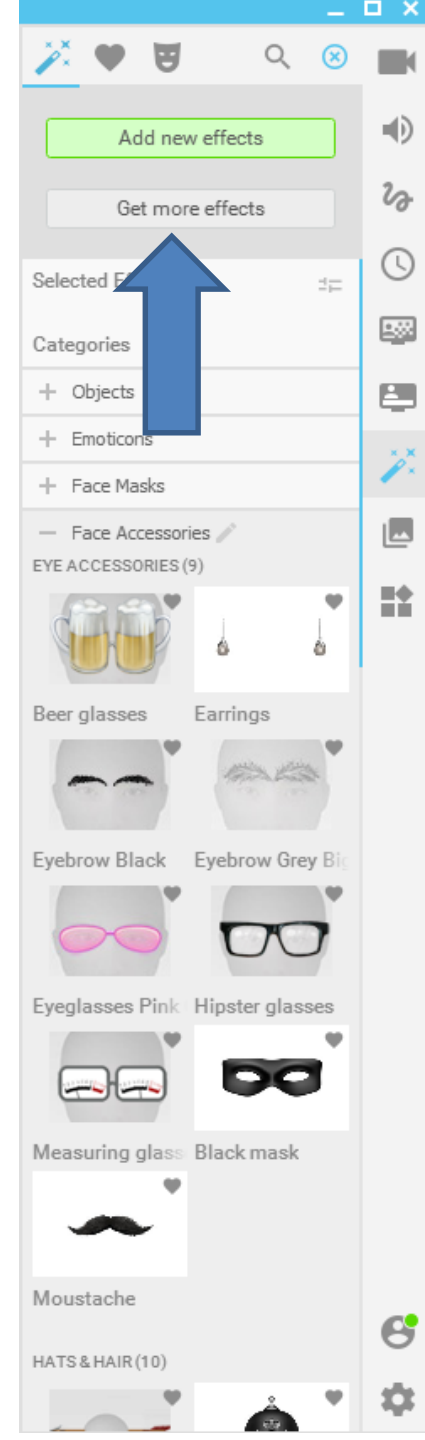 Add new effects
Get more effects
Selected
Categories
Objects
Emoticons
Face Masks
Face Accessories
EYE ACCESSORIES (9)
Beer glasses
Earrings
Eyebrow Black
Eyebrow Grey Big
Eyeglasses Pink
Hipster glasses
Measuring glass
Black mask
Moustache
HATS & HAIR (10)